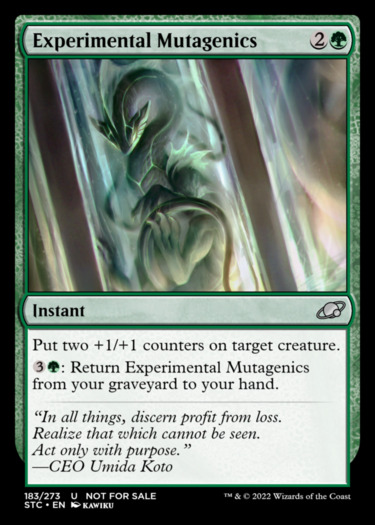 Experimental Mutagenics 2
Instant
Put two +1/+1 counters on target creature.
3: Return Experimental Mutagenics
from your graveyard to your hand.
“In all things, discern profit from loss.
Realize that which cannot be seen.
Act only with purpose.”
—CEO Umida Koto
183/273 U NOT FOR SALE
STC • EN KAWIKU
™ & © 2022 Wizards of the Coast